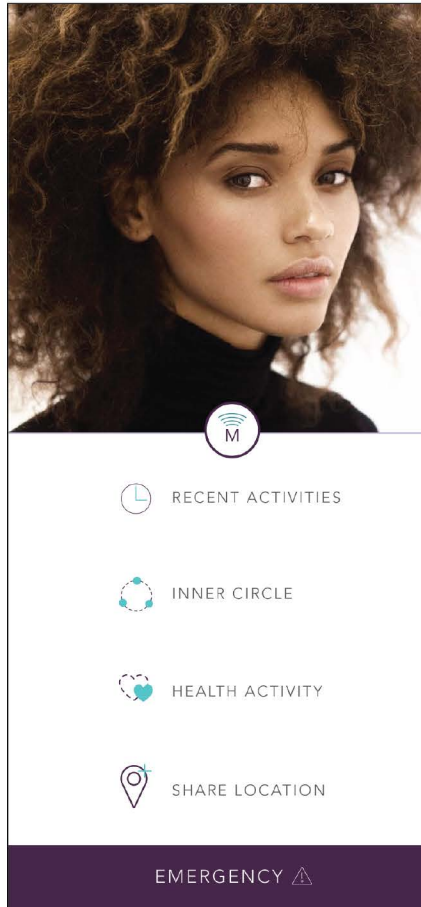 M
RECENT ACTIVITIES
INNER CIRCLE
HEALTH ACTIVITY
SHARE LOCATION
EMERGENCY